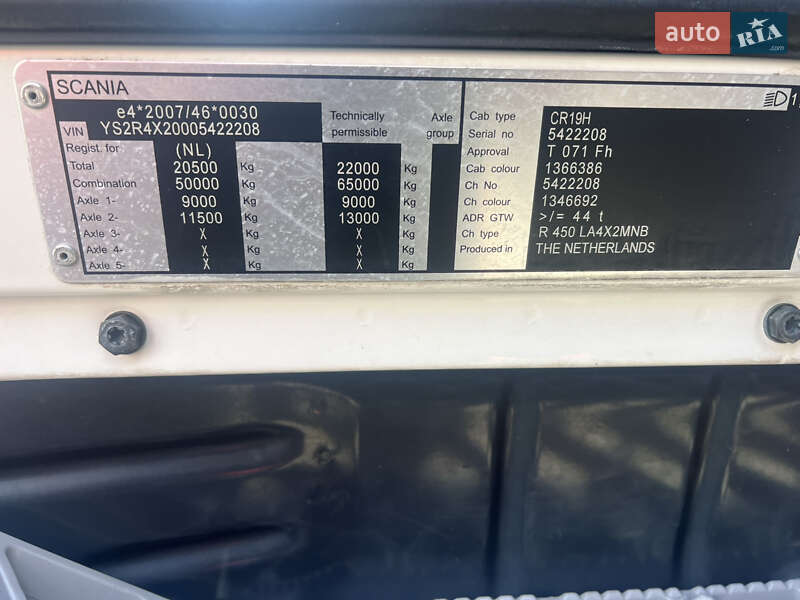 auto RIA .com
SCANIA
e4*2007/46*0030
VIN YS2R4X20005422208
Technically permissible
Axle group
Regist. for (NL)
Total 20500 Kg 22000 Kg
Combination 50000 Kg 65000 Kg
Axle 1- 9000 Kg 9000 Kg
Axle 2- 11500 Kg 13000 Kg
Axle 3- X Kg X Kg
Axle 4- X Kg X Kg
Axle 5- X Kg X Kg
Cab type CR19H
Serial no 5422208
Approval T 071 Fh
Cab colour 1366386
Ch No 5422208
Ch colour 1346692
ADR GTW >/= 44 t
Ch type R 450 LA4X2MNB
Produced in THE NETHERLANDS